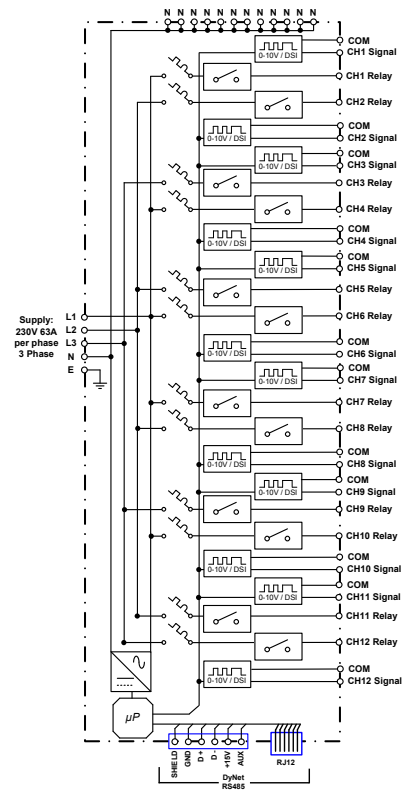 N N N N N N N N N N N N
COM
0-10V / DSI
CH1 Signal
CH1 Relay
CH2 Relay
COM
0-10V / DSI
CH2 Signal
COM
0-10V / DSI
CH3 Signal
CH3 Relay
CH4 Relay
COM
0-10V / DSI
CH4 Signal
COM
0-10V / DSI
CH5 Signal
CH5 Relay
CH6 Relay
Supply:
230V 63A
per phase
3 Phase
L1
L2
L3
N
E
COM
0-10V / DSI
CH6 Signal
COM
0-10V / DSI
CH7 Signal
CH7 Relay
CH8 Relay
COM
0-10V / DSI
CH8 Signal
COM
0-10V / DSI
CH9 Signal
CH9 Relay
CH10 Relay
COM
0-10V / DSI
CH10 Signal
COM
0-10V / DSI
CH11 Signal
CH11 Relay
CH12 Relay
COM
0-10V / DSI
CH12 Signal
µP
SHIELD
GND
D +
D -
+15V
AUX
RJ12
DyNet
RS485